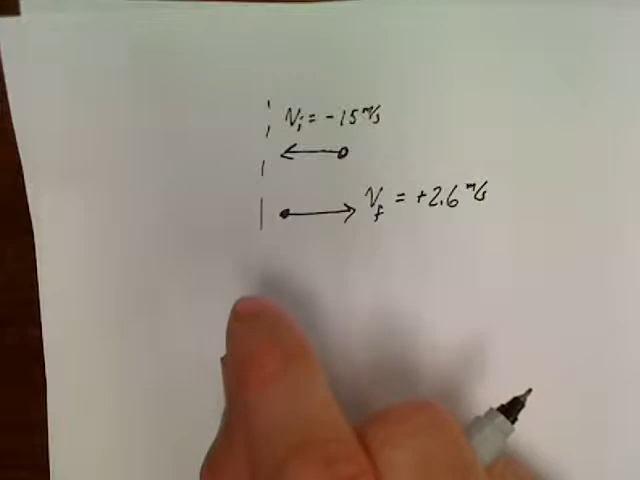 Vi = -15 m/s
Vf = +2.6 m/s